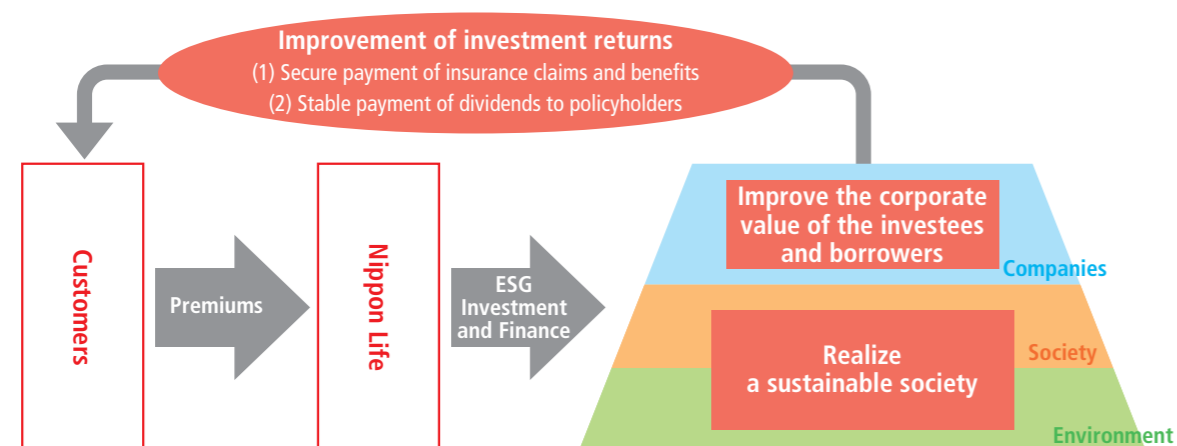 Improvement of investment returns
(1) Secure payment of insurance claims and benefits
(2) Stable payment of dividends to policyholders
Customers
Premiums
Nippon Life
ESG
Investment
and Finance
Improve the corporate
value of the investees
and borrowers
Companies
Realize
a sustainable society
Society
Environment